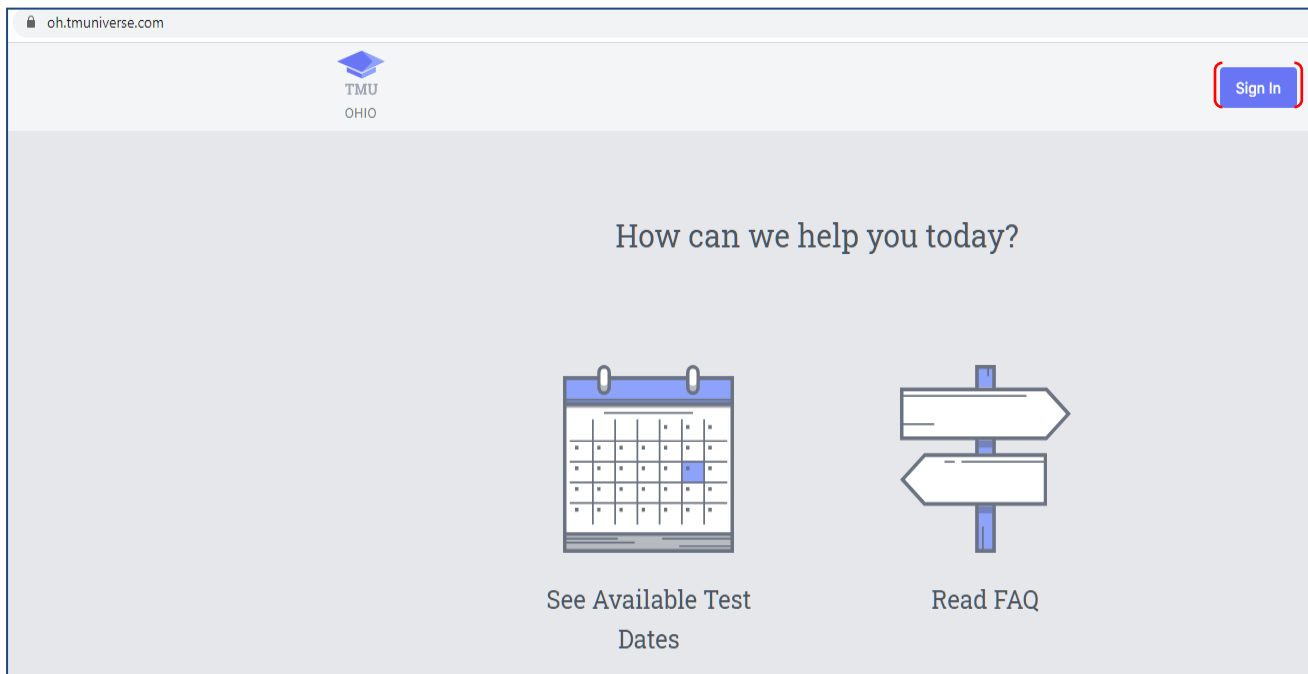 oh.tmuniverse.com
TMU
OHIO
Sign In
How can we help you today?
See Available Test
Dates
Read FAQ